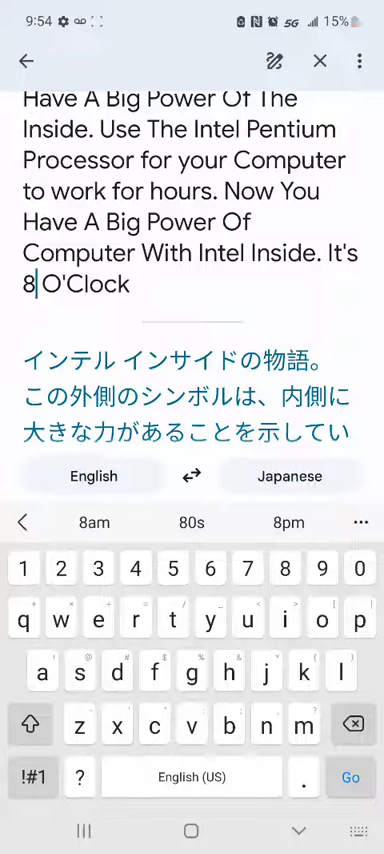 9:54 5G 15%
Have A Big Power Of The
Inside. Use The Intel Pentium
Processor for your Computer
to work for hours. Now You
Have A Big Power Of
Computer With Intel Inside. It's
8 O'Clock
インテル インサイドの物語。
この外側のシンボルは、内側に
大きな力があることを示してい
English Japanese
8am 80s 8pm
1 2 3 4 5 6 7 8 9 0
q w e r t y u i o p
a s d f g h j k l
z x c v b n m
!#1 ? English (US) . Go